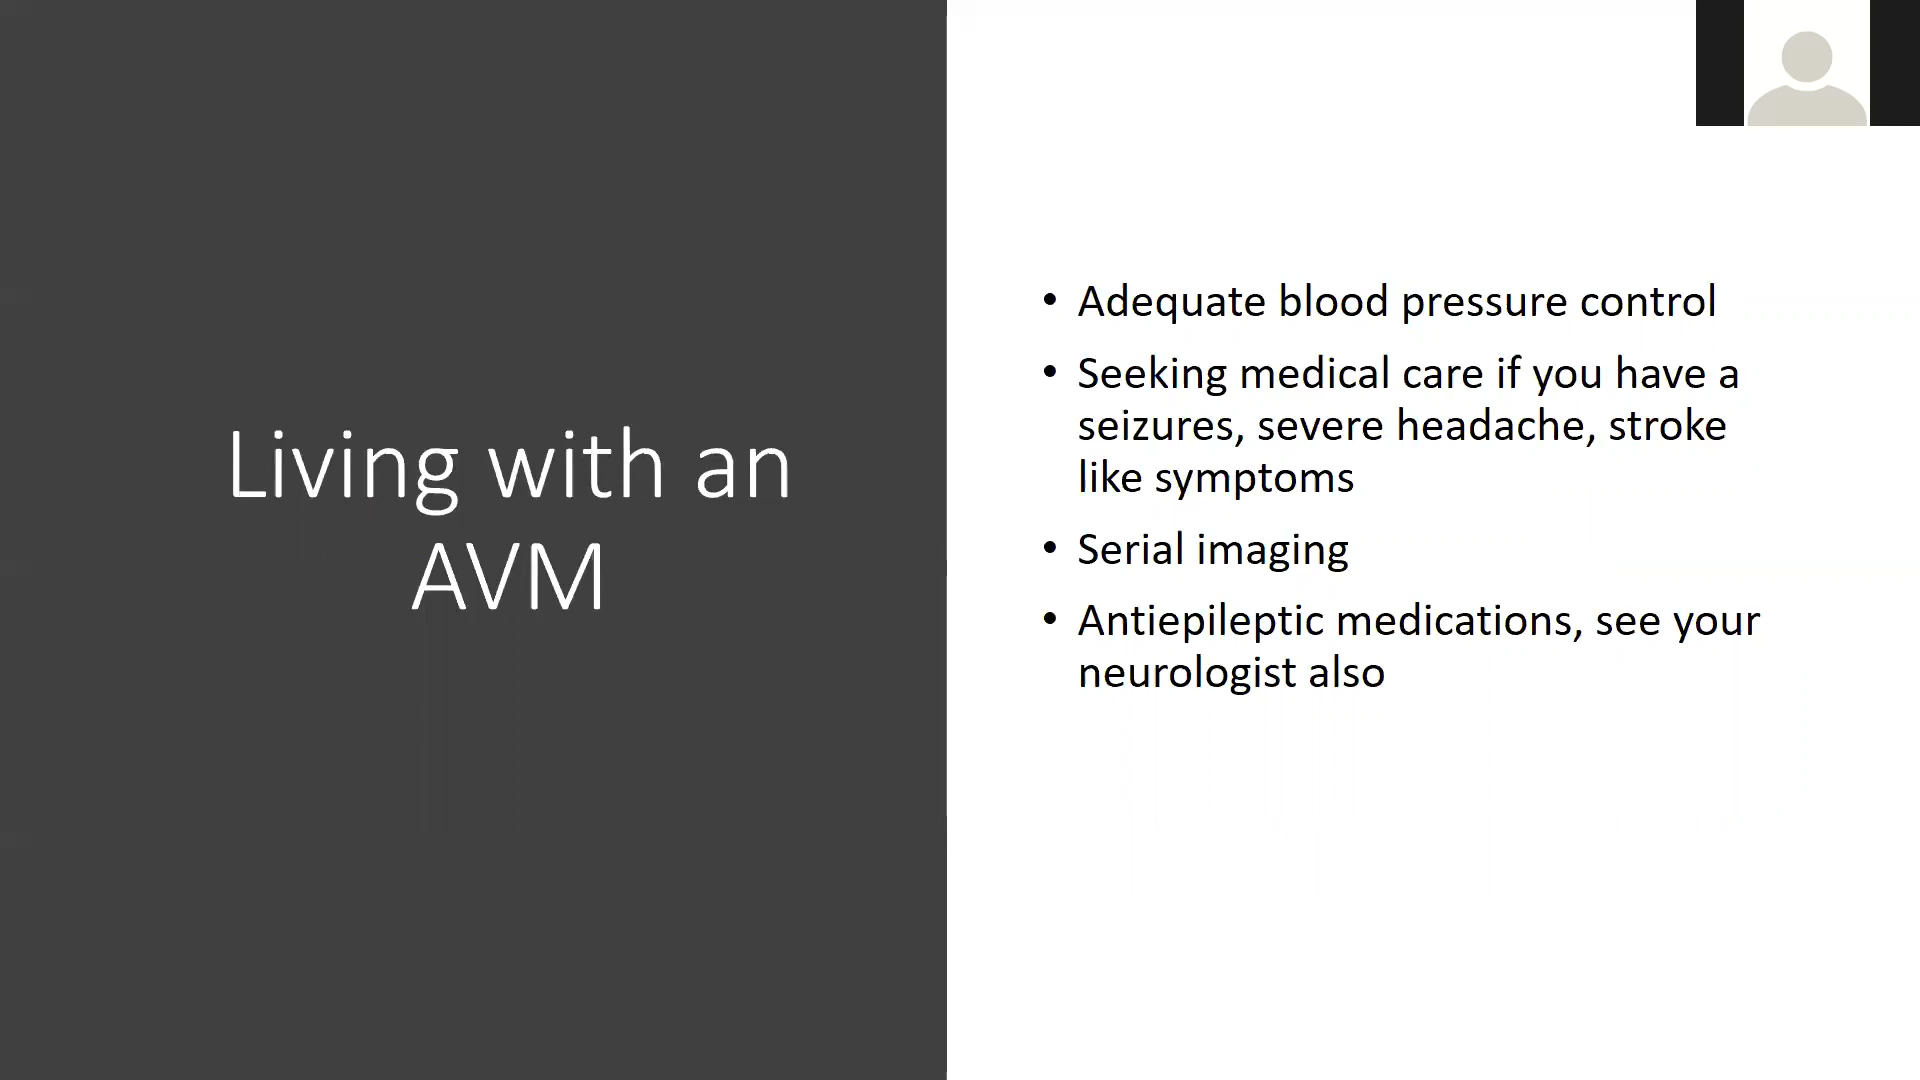 Living with an
AVM
• Adequate blood pressure control
• Seeking medical care if you have a
seizures, severe headache, stroke
like symptoms
• Serial imaging
• Antiepileptic medications, see your
neurologist also